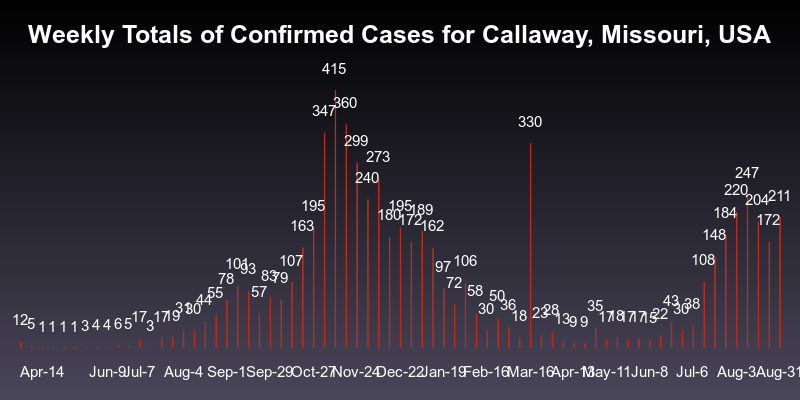 Weekly Totals of Confirmed Cases for Callaway, Missouri, USA
12 5 1 1 1 1 3 4 4 6 5 17 3 17 19 31 30 44 55 78 101 93 57 83 79 107 163 195 347 415 360 299 240 273 180 195 172 189 162 97 72 106 58 30 50 36 18 330 23 28 13 9 9 35 17 18 17 17 15 22 43 30 38 108 148 184 220 247 204 172 211
Apr-14 Jun-9 Jul-7 Aug-4 Sep-1 Sep-29 Oct-27 Nov-24 Dec-22 Jan-19 Feb-16 Mar-16 Apr-13 May-11 Jun-8 Jul-6 Aug-3 Aug-31